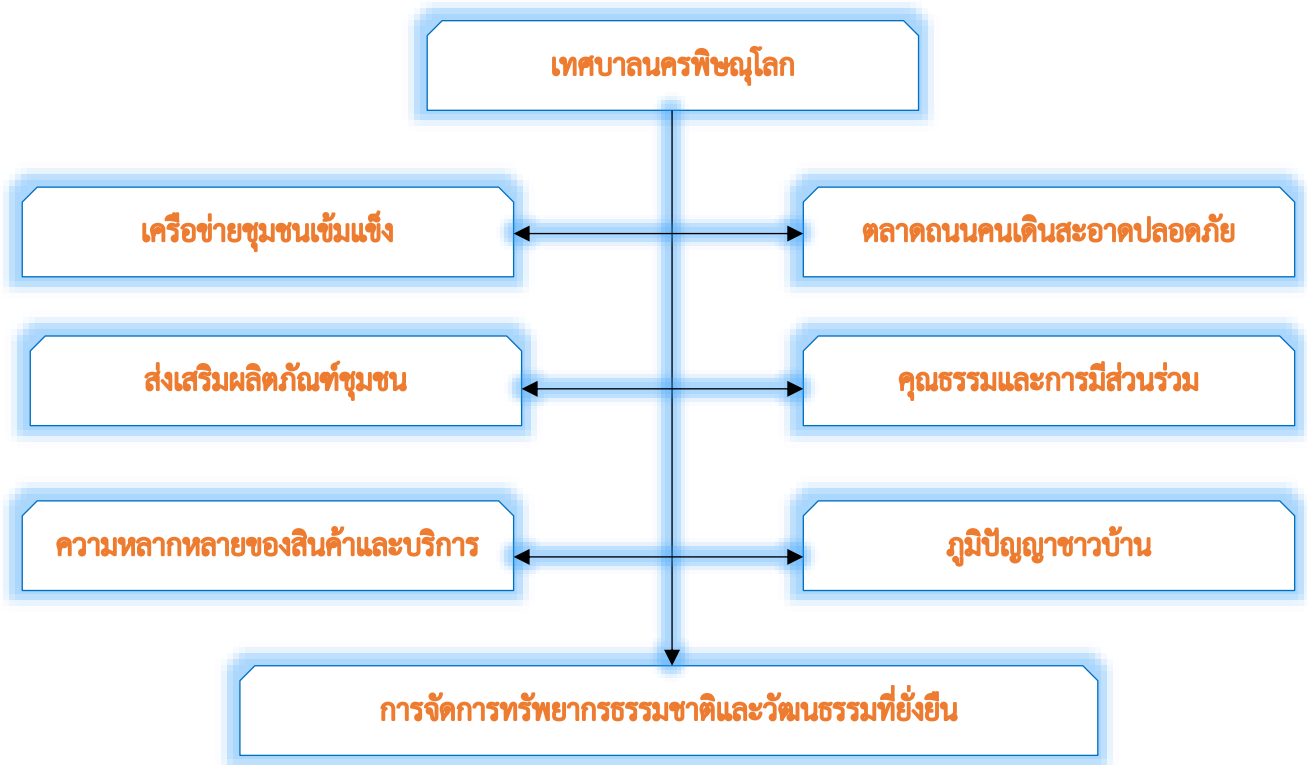 เทศบาลนครพิษณุโลก
เครือข่ายชุมชนเข้มแข็ง
ตลาดถนนคนเดินสะอาดปลอดภัย
ส่งเสริมผลิตภัณฑ์ชุมชน
คุณธรรมและการมีส่วนร่วม
ความหลากหลายของสินค้าและบริการ
ภูมิปัญญาชาวบ้าน
การจัดการทรัพยากรธรรมชาติและวัฒนธรรมที่ยั่งยืน